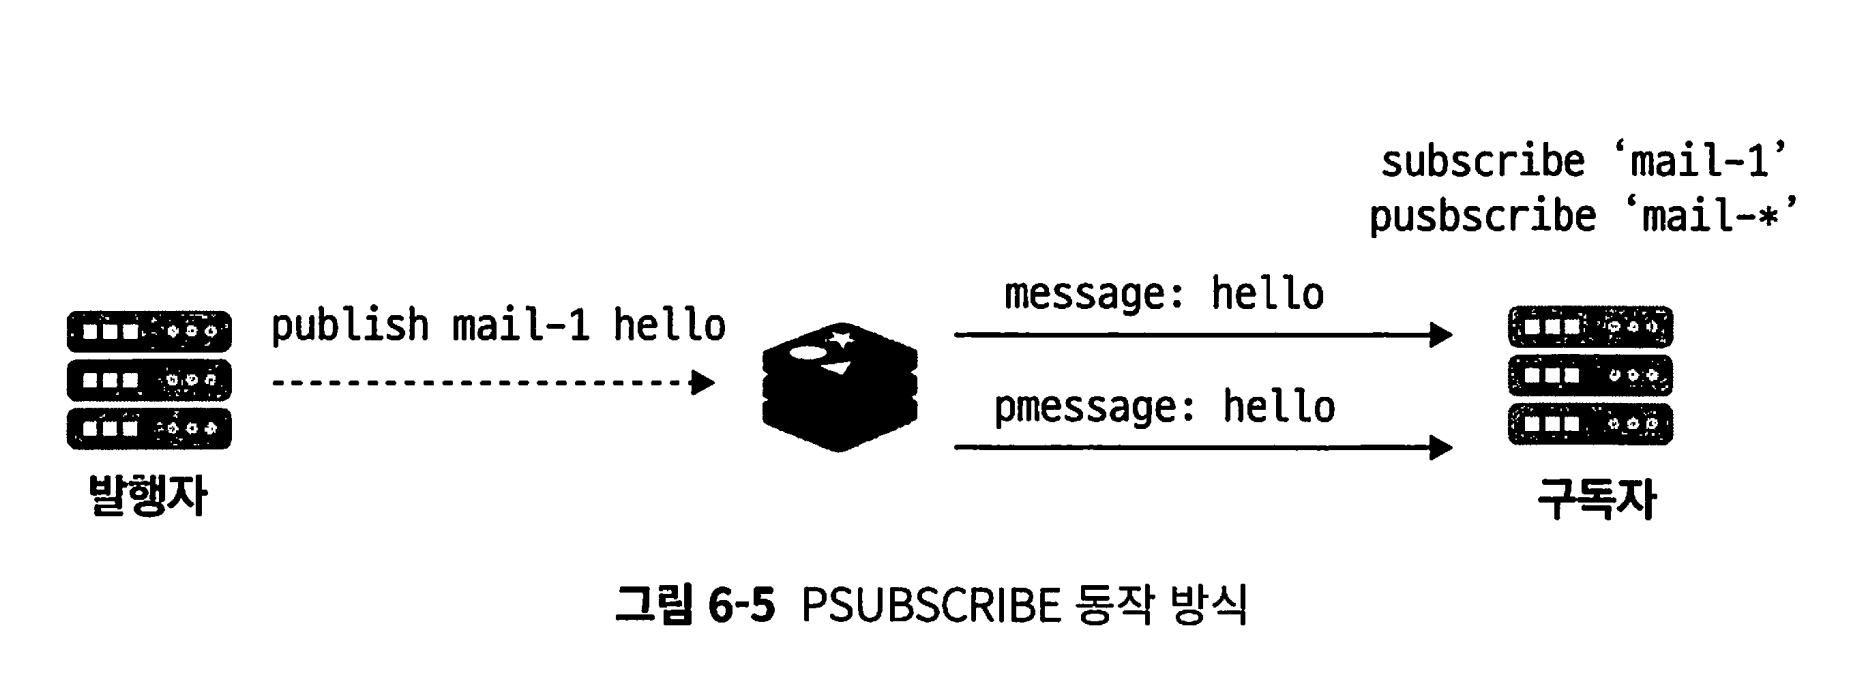 subscribe ‘mail-1’
pusbscribe ‘mail-*’
message: hello
publish mail-1 hello
pmessage: hello
발행자
구독자
그림 6-5 PSUBSCRIBE 동작 방식